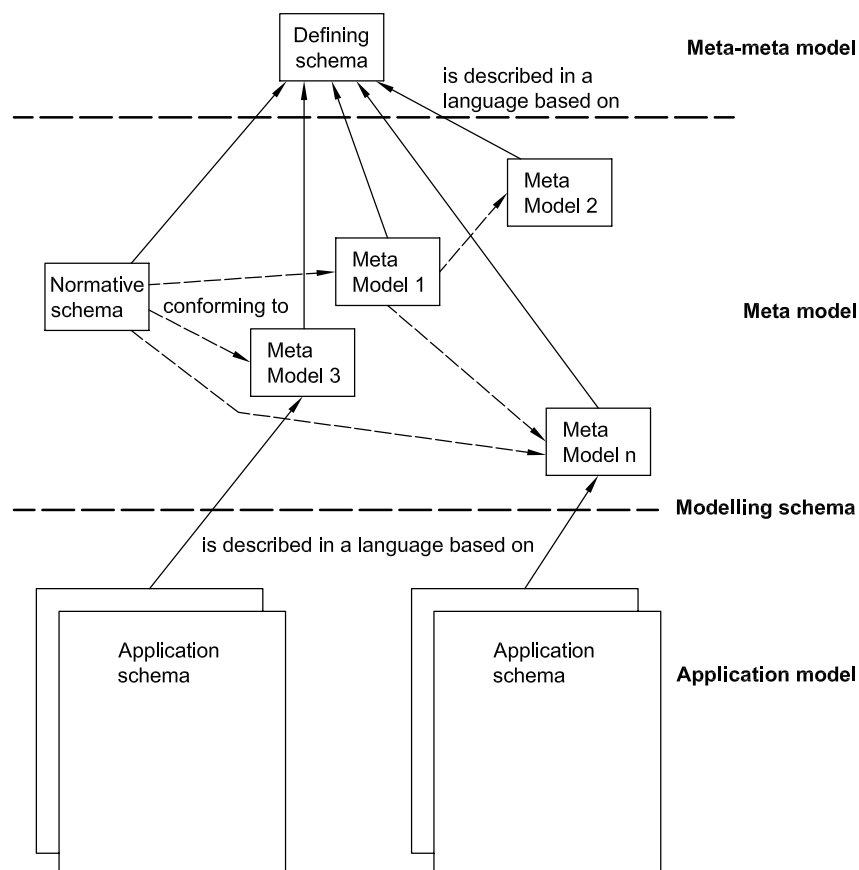 Defining
schema
Meta-meta model
is described in a
language based on
Meta
Model 2
Meta
Model 1
Normative
schema
conforming to
Meta model
Meta
Model 3
Meta
Model n
Modelling schema
is described in a language based on
Application
schema
Application
schema
Application model